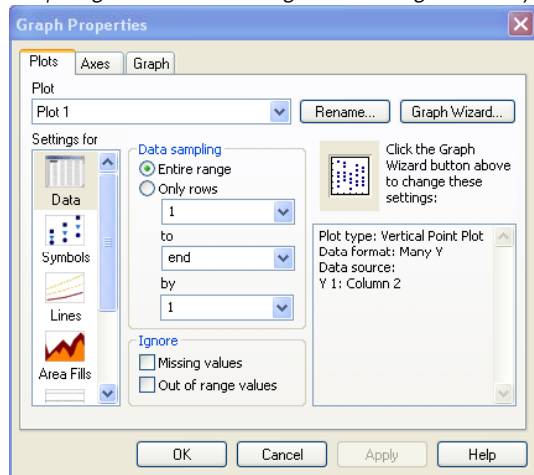 Graph Properties
Plots Axes Graph
Plot
Plot 1
Rename... Graph Wizard...
Settings for
Data
Symbols
Lines
Area Fills
Data sampling
Entire range
Only rows
1
to
end
by
1
Ignore
Missing values
Out of range values
Click the Graph
Wizard button above
to change these
settings:
Plot type: Vertical Point Plot
Data format: Many Y
Data source:
Y 1: Column 2
OK Cancel Apply Help